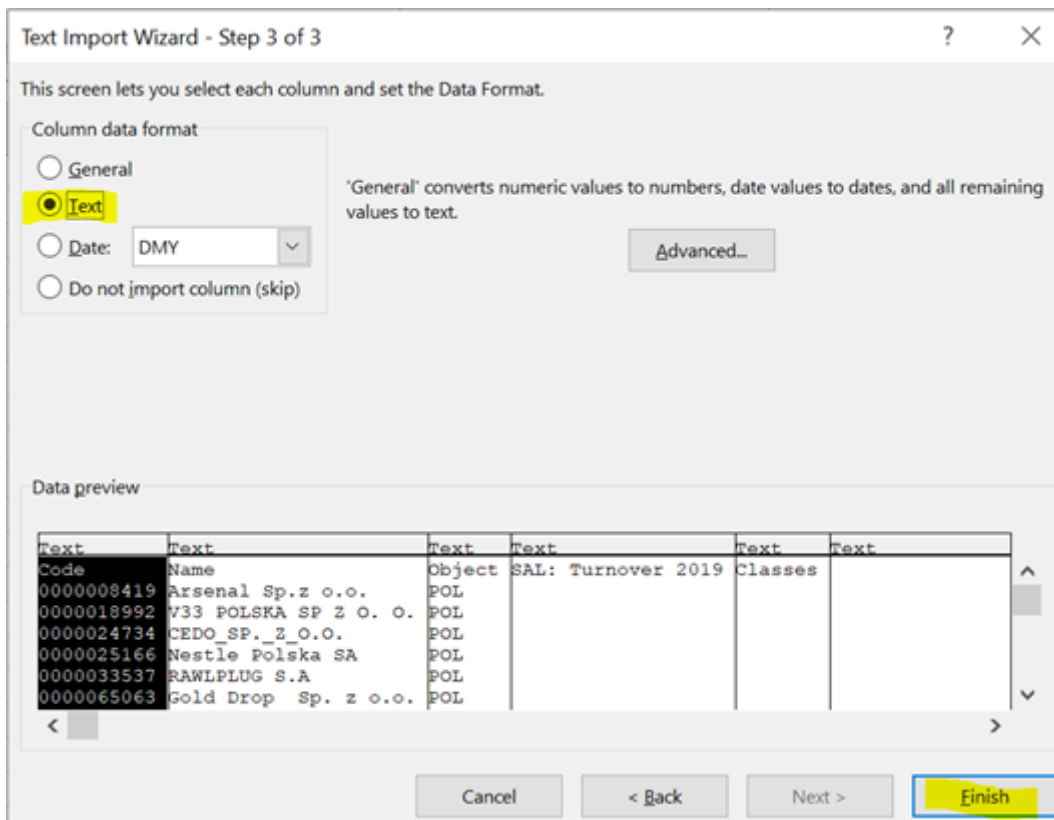 Text Import Wizard - Step 3 of 3
?
This screen lets you select each column and set the Data Format.
Column data format
General
Text
Date: DMY
Do not import column (skip)
'General' converts numeric values to numbers, date values to dates, and all remaining
values to text.
Advanced...
Data preview
Text Text Text Text Text Text
Code Name Object SAL: Turnover 2019 Classes
0000008419 Arsenal Sp.z o.o. POL
0000018992 V33 POLSKA SP Z O. O. POL
0000024734 CEDO_SP._Z_O.O. POL
0000025166 Nestle Polska SA POL
0000033537 RAWLPLUG S.A POL
0000065063 Gold Drop  Sp. z o.o. POL
Cancel < Back Next > Finish